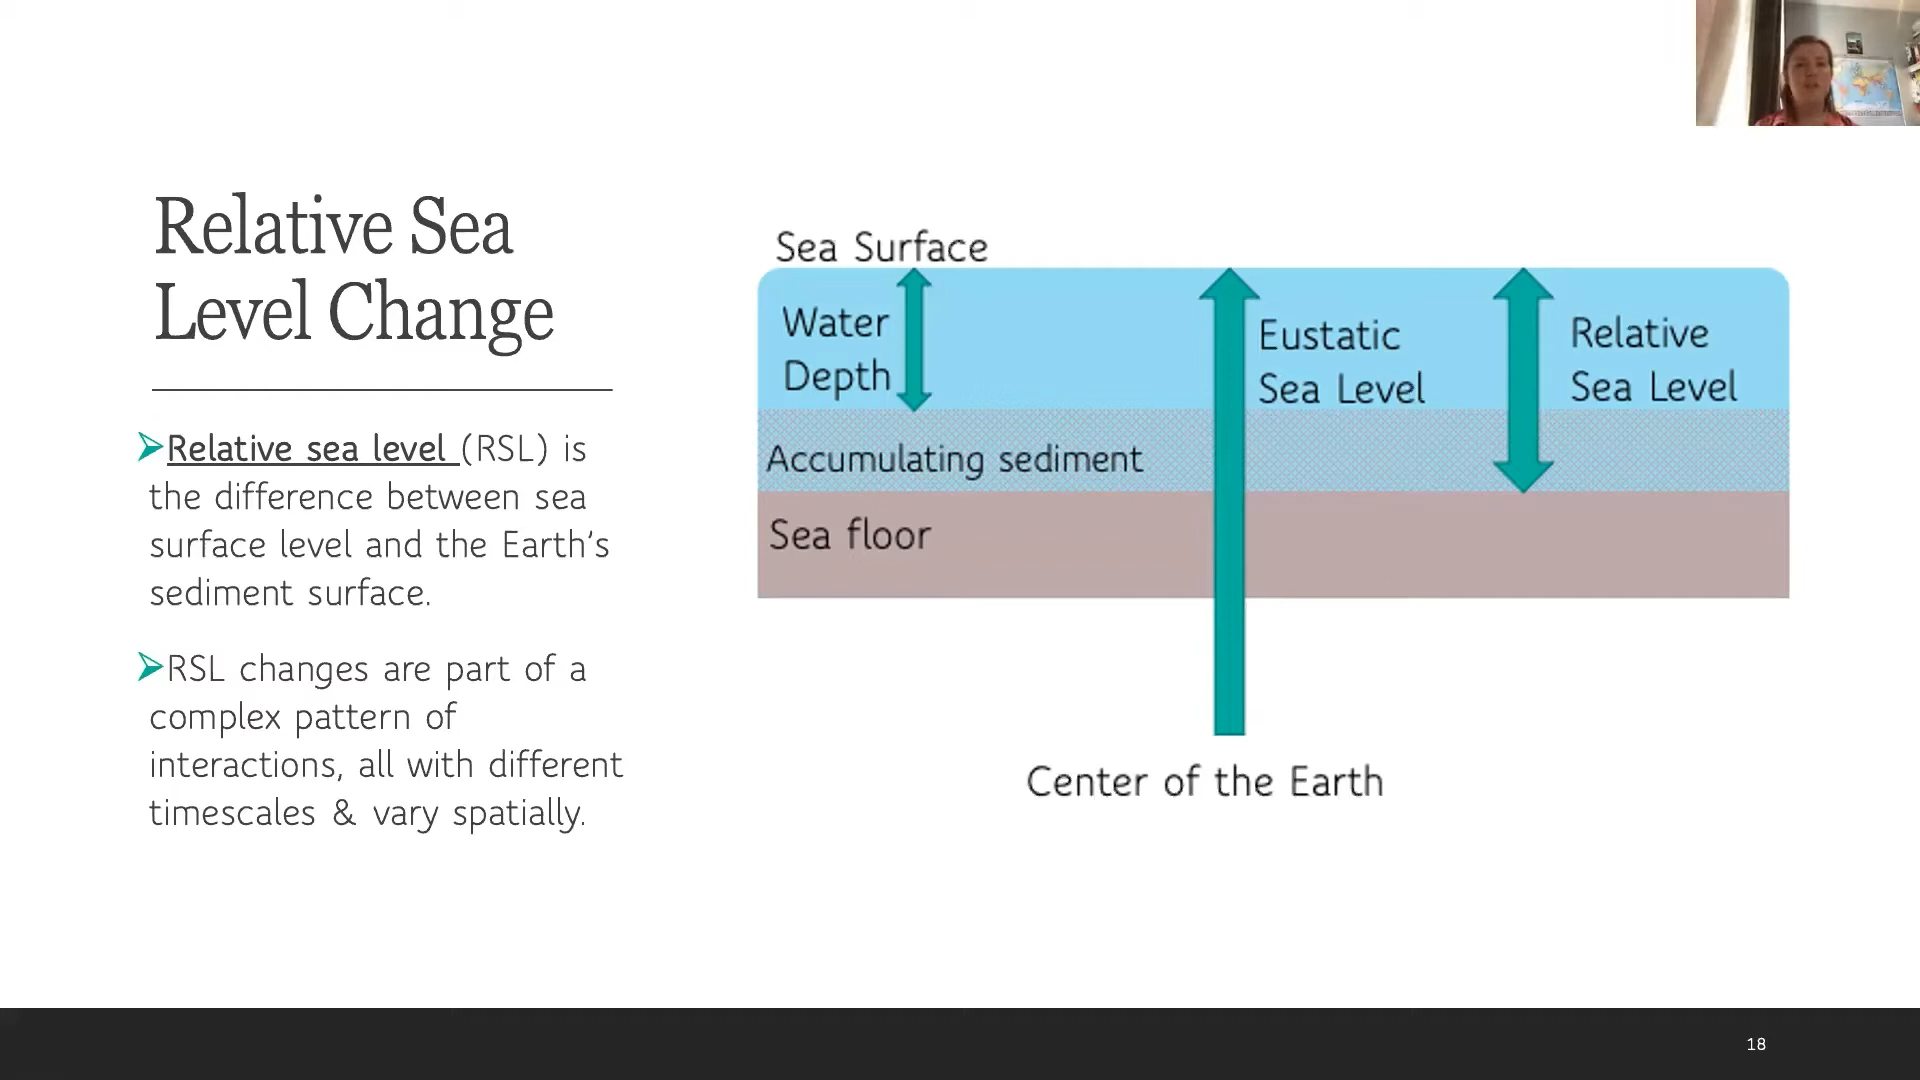 Relative Sea
Level Change
Relative sea level (RSL) is
the difference between sea
surface level and the Earth’s
sediment surface.
RSL changes are part of a
complex pattern of
interactions, all with different
timescales & vary spatially.
Sea Surface
Water
Depth
Eustatic
Sea Level
Relative
Sea Level
Accumulating sediment
Sea floor
Center of the Earth
18